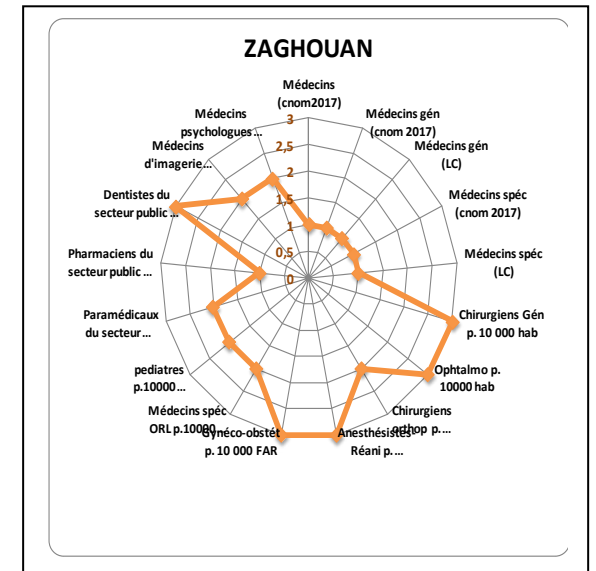 ZAGHOUAN
Médecins
(cnom2017)
Médecins gén
(cnom 2017)
Médecins gén
(LC)
Médecins spéc
(cnom 2017)
Médecins spéc
(LC)
Chirurgiens Gén
p. 10 000 hab
Ophtalmo p.
10000 hab
Chirurgiens
orthop p. ...
Anesthésistes
Réani p. ...
Gynéco-obstét
p. 10 000 FAR
Médecins spéc
ORL p.10000...
pediatres
p.10000...
Paramédicaux
du secteur...
Pharmaciens du
secteur public ...
Dentistes du
secteur public ...
Médecins
d'imagerie...
Médecins
psychologues...
3
2,5
2
1,5
1
0,5
0